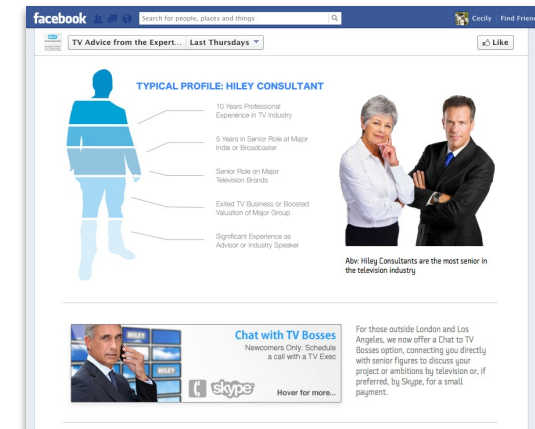 facebook
Search for people, places and things
Cecily Find Frien
TV Advice from the Expert... Last Thursdays
Like
TYPICAL PROFILE: HILEY CONSULTANT
10 Years Professional
Experience in TV Industry
5 Years in Senior Role at Major
Indie or Broadcaster
Senior Role on Major
Television Brands
Exited TV Business or Boosted
Valuation of Major Group
Significant Experience as
Advisor or Industry Speaker
Abv: Hiley Consultants are the most senior in
the television industry
HILEY
HILEY
HILEY
Chat with TV Bosses
Newcomers Only: Schedule
a call with a TV Exec
skype
Hover for more...
For those outside London and Los
Angeles, we now offer a Chat to TV
Bosses option, connecting you directly
with senior figures to discuss your
project or ambitions by television or, if
preferred, by Skype, for a small
payment.